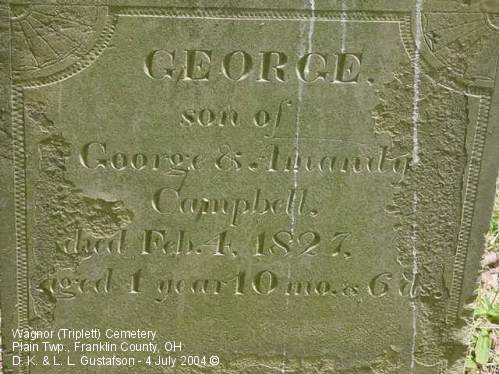 GEORGE.
son of
George & Amanda
Campbell.
died Feb. 4, 1827,
aged 1 year 10 mo. & 6 d
Wagnor (Triplett) Cemetery
Plain Twp., Franklin County, OH
D. K. & L. L. Gustafson - 4 July 2004 ©